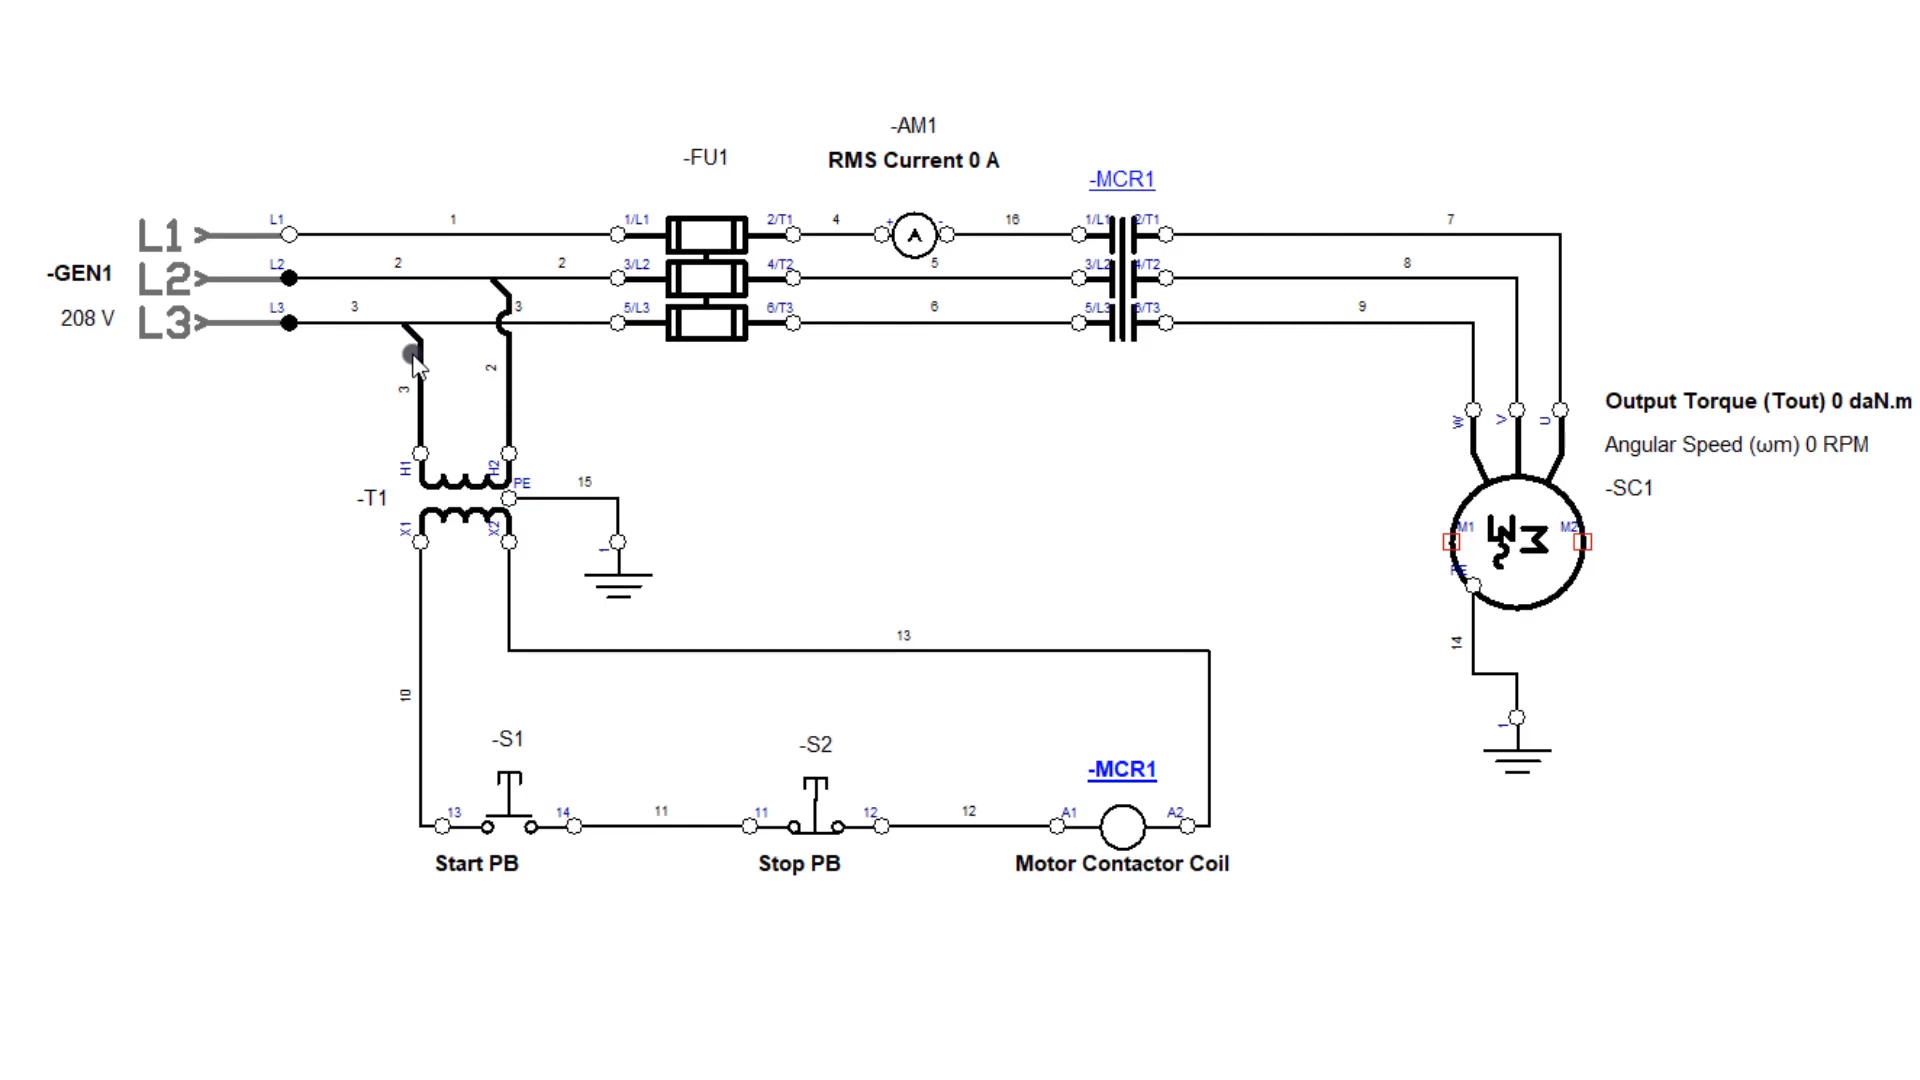 -AM1
-FU1
RMS Current 0 A
-MCR1
L1 L1 1 1/L1 2/T1 4 + A - 16 1/L1 2/T1 7
-GEN1 L2 L2 2 2 3/L2 4/T2 5 3/L2 4/T2 8
208 V L3 L3 3 3 5/L3 6/T3 6 5/L3 6/T3 9
3 2
Output Torque (Tout) 0 daN.m
W V U
Angular Speed (ωm) 0 RPM
H1 H2
PE 15
-T1
-SC1
X1 X2
1
M1 M2
PE
13
14
10
1
-S1
-S2
-MCR1
13 14 11 11 12 12 A1 A2
Start PB Stop PB Motor Contactor Coil